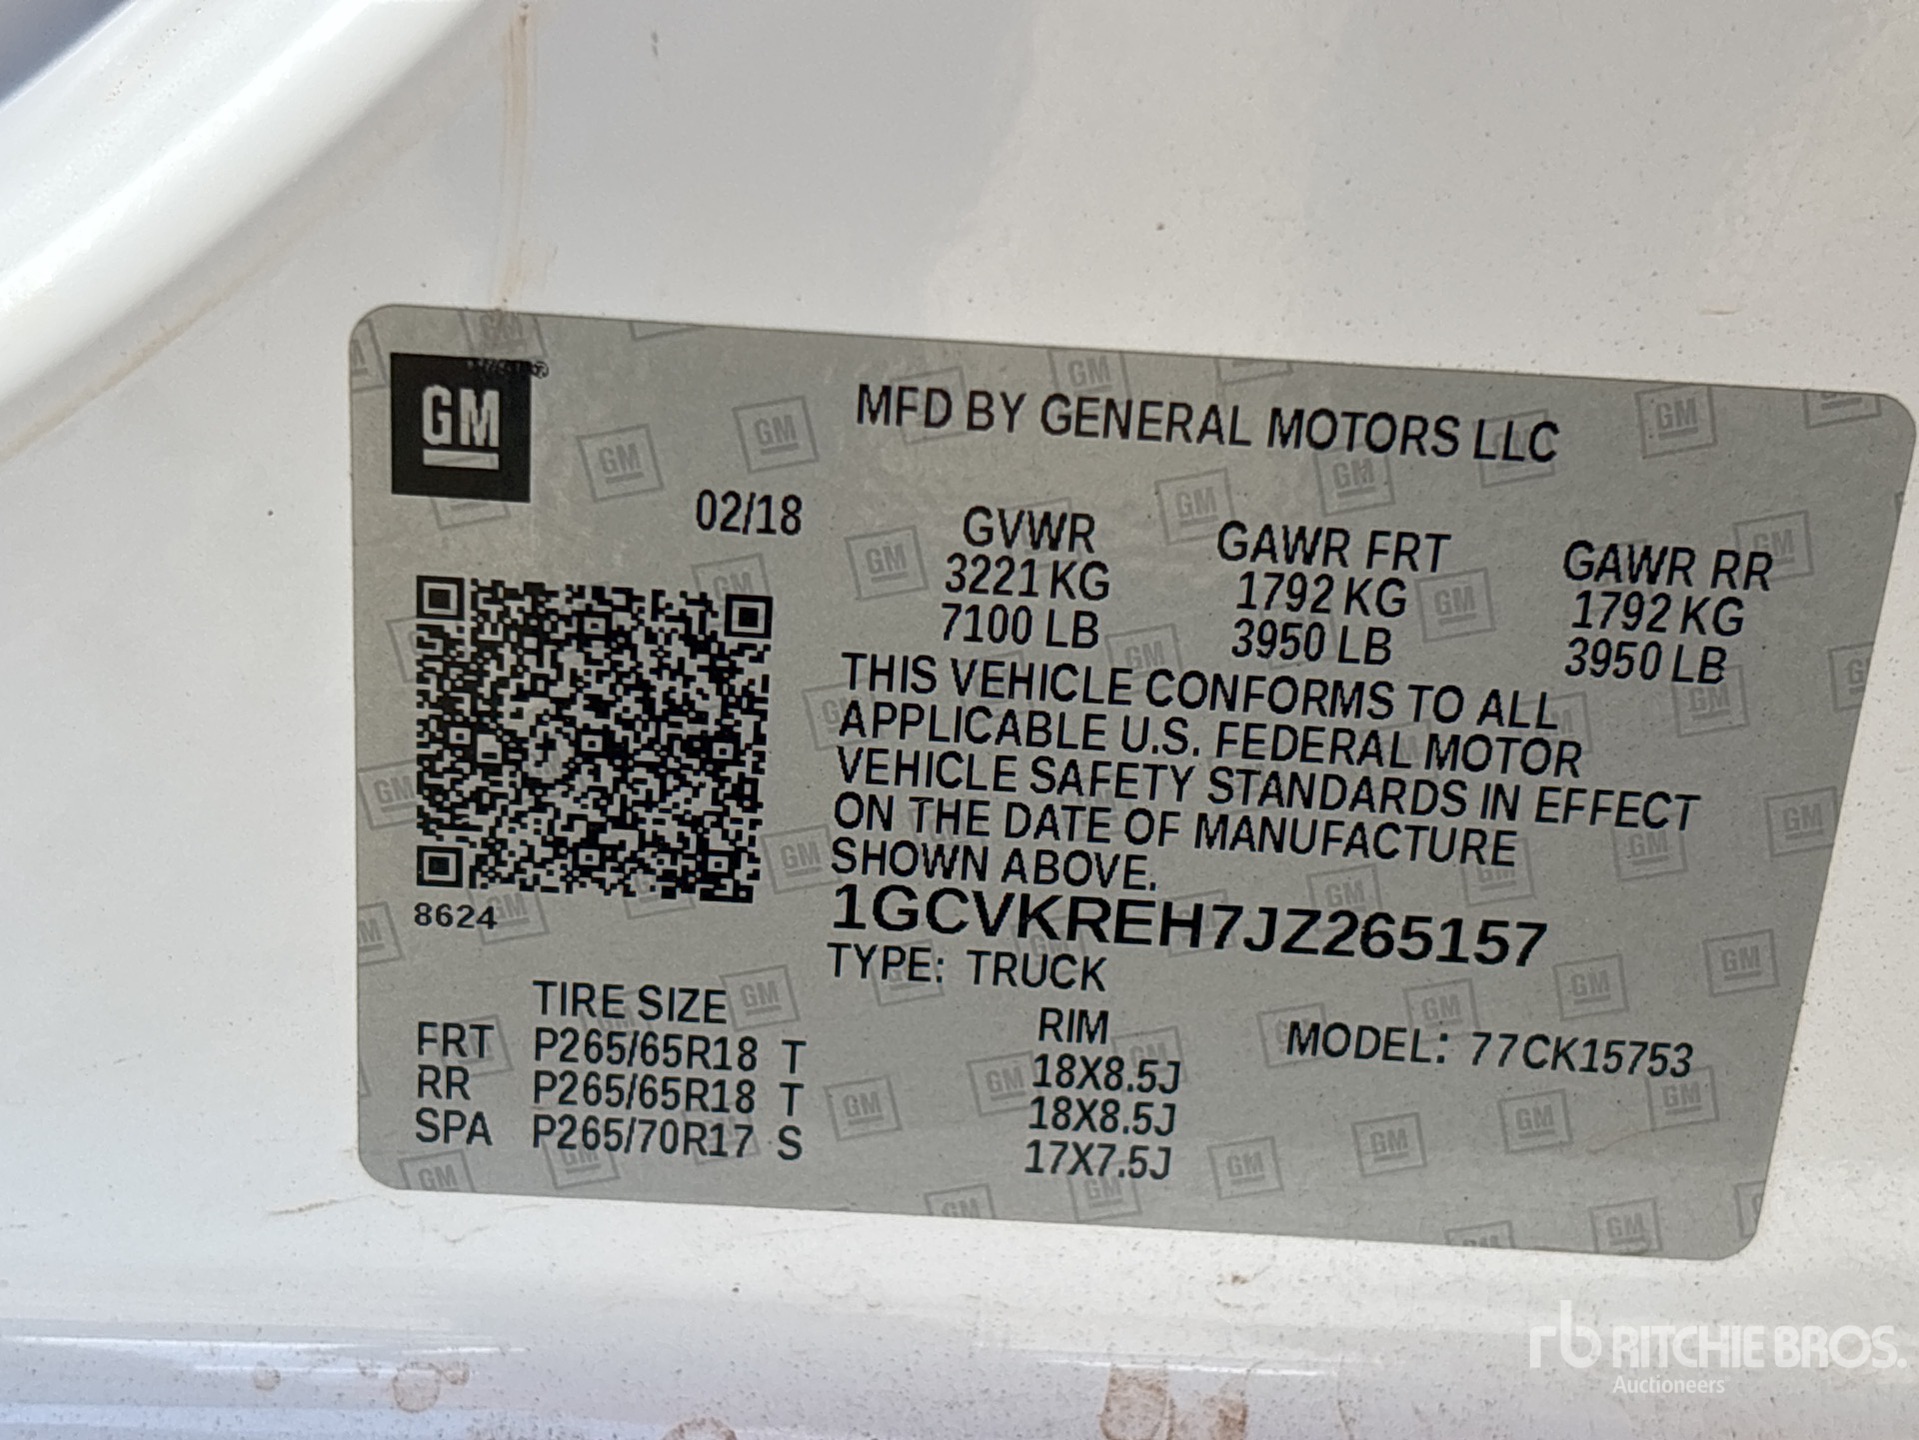 GM
MFD BY GENERAL MOTORS LLC
02/18
GVWR GAWR FRT GAWR RR
3221 KG 1792 KG 1792 KG
7100 LB 3950 LB 3950 LB
THIS VEHICLE CONFORMS TO ALL
APPLICABLE U.S. FEDERAL MOTOR
VEHICLE SAFETY STANDARDS IN EFFECT
ON THE DATE OF MANUFACTURE
SHOWN ABOVE.
8624
1GCVKREH7JZ265157
TYPE: TRUCK
TIRE SIZE RIM MODEL: 77CK15753
FRT P265/65R18 T 18X8.5J
RR P265/65R18 T 18X8.5J
SPA P265/70R17 S 17X7.5J
rb RITCHIE BROS.
Auctioneers